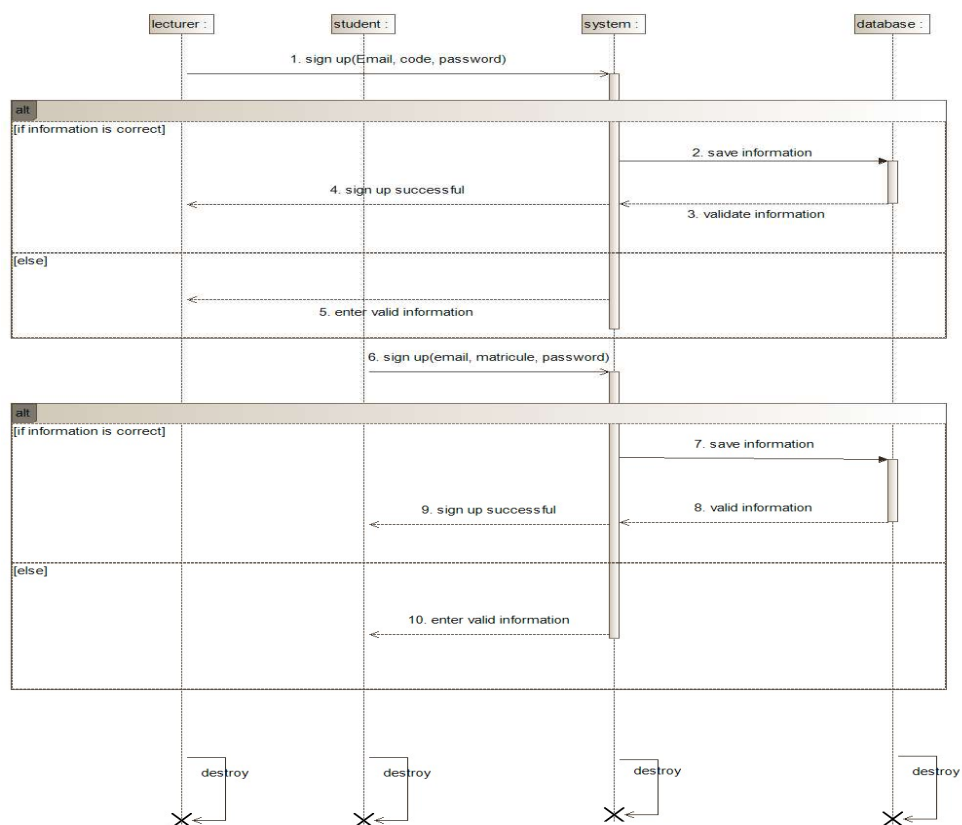 lecturer :
student :
system :
database :
1. sign up(Email, code, password)
alt
[if information is correct]
2. save information
4. sign up successful
3. validate information
[else]
5. enter valid information
6. sign up(email, matricule, password)
alt
[if information is correct]
7. save information
9. sign up successful
8. valid information
[else]
10. enter valid information
destroy
destroy
destroy
destroy